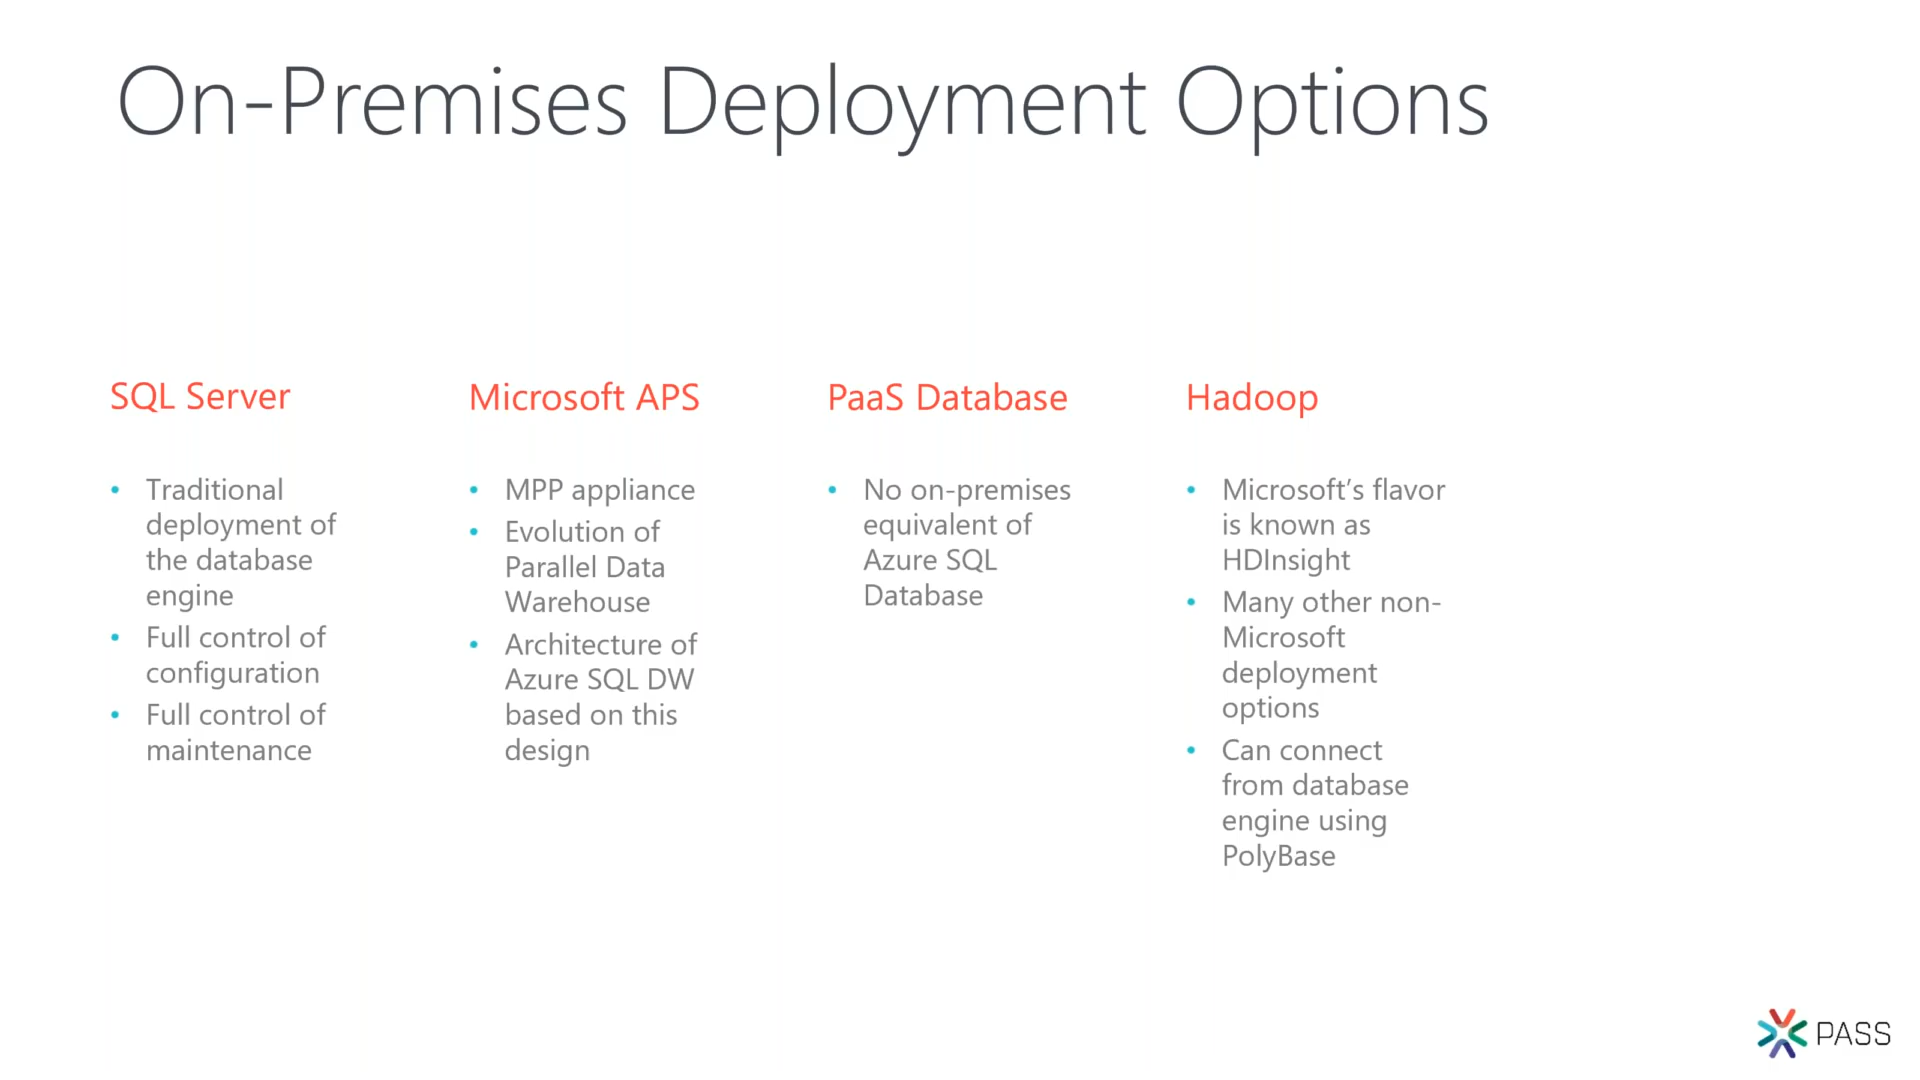 On-Premises Deployment Options
SQL Server
• Traditional
deployment of
the database
engine
• Full control of
configuration
• Full control of
maintenance
Microsoft APS
• MPP appliance
• Evolution of
Parallel Data
Warehouse
• Architecture of
Azure SQL DW
based on this
design
PaaS Database
• No on-premises
equivalent of
Azure SQL
Database
Hadoop
• Microsoft’s flavor
is known as
HDInsight
• Many other non-
Microsoft
deployment
options
• Can connect
from database
engine using
PolyBase
PASS